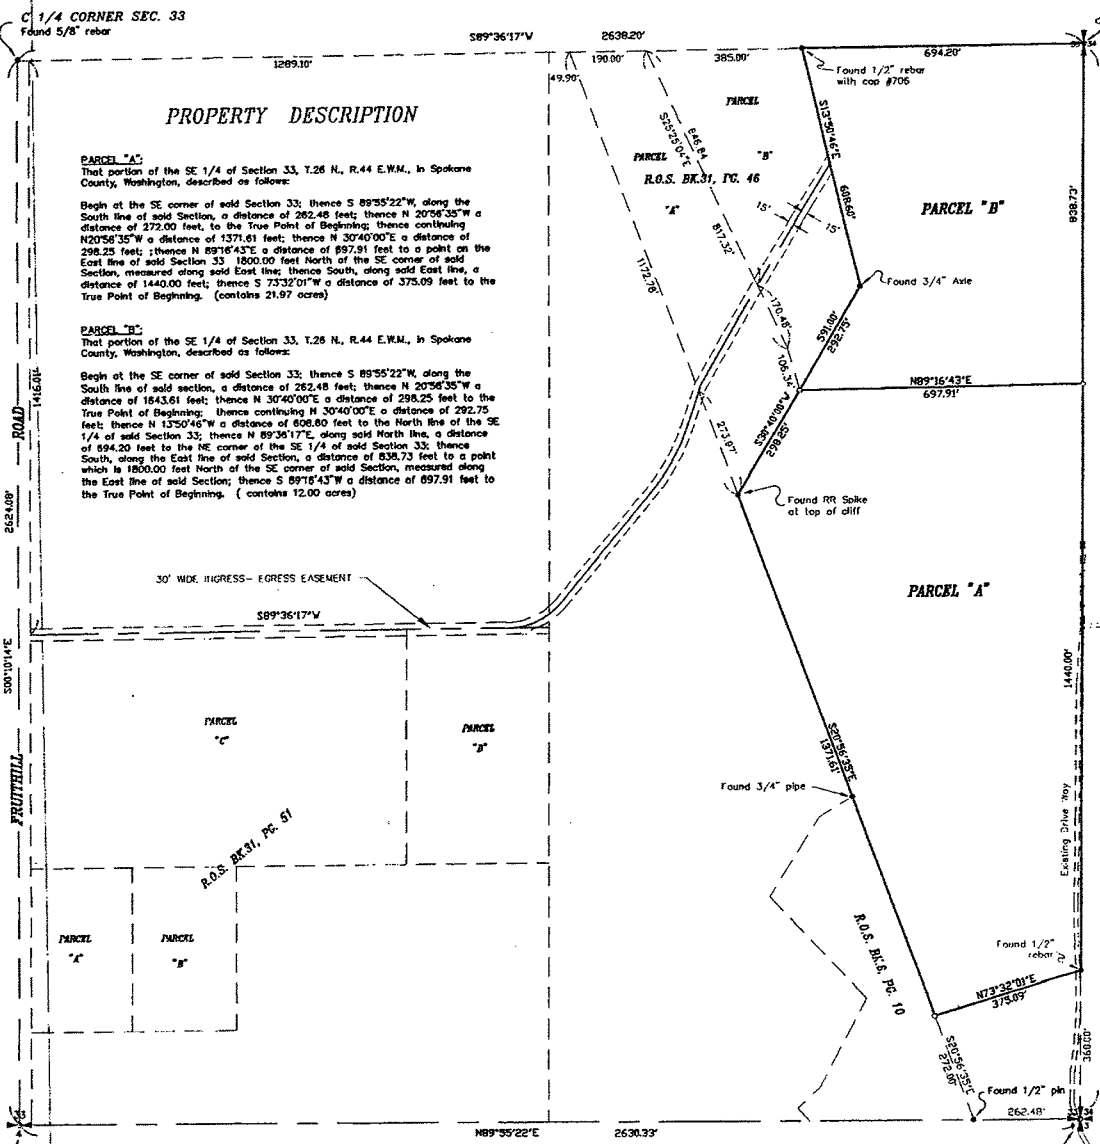 C 1/4 CORNER SEC. 33
Found 5/8" rebar
S89°36'17"W 2638.20'
1289.10'
49.90'
190.00'
385.00'
694.20'
Found 1/2" rebar
with cap #706
PROPERTY DESCRIPTION
PARCEL "A":
That portion of the SE 1/4 of Section 33, T.26 N., R.44 E.W.M., in Spokane
County, Washington, described as follows:
Begin at the SE corner of said Section 33; thence S 89°55'22"W, along the
South line of said Section, a distance of 262.48 feet; thence N 20°56'35"W a
distance of 272.00 feet, to the True Point of Beginning; thence continuing
N20°56'35"W a distance of 1371.61 feet; thence N 30°40'00"E a distance of
298.25 feet; ;thence N 89°16'43"E a distance of 697.91 feet to a point on the
East line of said Section 33 1800.00 feet North of the SE corner of said
Section, measured along said East line; thence South, along said East line, a
distance of 1440.00 feet; thence S 73°32'01"W a distance of 375.09 feet to the
True Point of Beginning. (contains 21.97 acres)
PARCEL "B":
That portion of the SE 1/4 of Section 33, T.26 N., R.44 E.W.M., in Spokane
County, Washington, described as follows:
Begin at the SE corner of said Section 33; thence S 89°55'22"W, along the
South line of said section, a distance of 262.48 feet; thence N 20°56'35"W a
distance of 1643.61 feet; thence N 30°40'00"E a distance of 298.25 feet to the
True Point of Beginning; thence continuing N 30°40'00"E a distance of 292.75
feet; thence N 13°50'46"W a distance of 608.60 feet to the North line of the SE
1/4 of said Section 33; thence N 89°36'17"E, along said North line, a distance
of 694.20 feet to the NE corner of the SE 1/4 of said Section 33; thence
South, along the East line of said Section, a distance of 838.73 feet to a point
which is 1800.00 feet North of the SE corner of said Section, measured along
the East line of said Section; thence S 89°16'43"W a distance of 697.91 feet to
the True Point of Beginning. ( contains 12.00 acres)
PARCEL
"B"
PARCEL
"A"
R.O.S. BK.31, PG. 46
S25°25'04"E
646.84
817.32'
1172.78'
S13°50'46"E
608.60'
15'
15'
PARCEL "B"
838.73'
Found 3/4" Axle
170.48'
106.34'
591.00'
292.75'
N89°16'43"E
697.91'
S30°40'00"W
298.25'
273.97'
Found RR Spike
at top of cliff
PARCEL "A"
1440.00'
1416.01'
ROAD
2624.08'
S00°10'14"E
FRUITHILL
30' WIDE INGRESS- EGRESS EASEMENT
S89°36'17"W
PARCEL
"C"
PARCEL
"B"
R.O.S. BK.31, PG. 51
PARCEL
"A"
PARCEL
"B"
S20°56'35"E
1371.61'
Found 3/4" pipe
Existing Drive Way
R.O.S. BK.6, PG. 10
Found 1/2"
rebar
N73°32'01"E
375.09'
S20°56'35"E
272.00'
360.00'
Found 1/2" pin
262.48'
N89°55'22"E 2630.33'